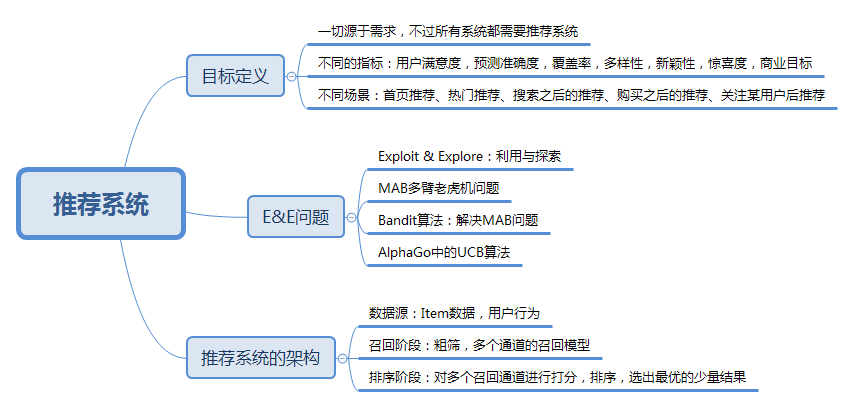 推荐系统
目标定义
一切源于需求，不过所有系统都需要推荐系统
不同的指标：用户满意度，预测准确度，覆盖率，多样性，新颖性，惊喜度，商业目标
不同场景：首页推荐、热门推荐、搜索之后的推荐、购买之后的推荐、关注某用户后推荐
E&E问题
Exploit & Explore：利用与探索
MAB多臂老虎机问题
Bandit算法：解决MAB问题
AlphaGo中的UCB算法
推荐系统的架构
数据源：Item数据，用户行为
召回阶段：粗筛，多个通道的召回模型
排序阶段：对多个召回通道进行打分，排序，选出最优的少量结果